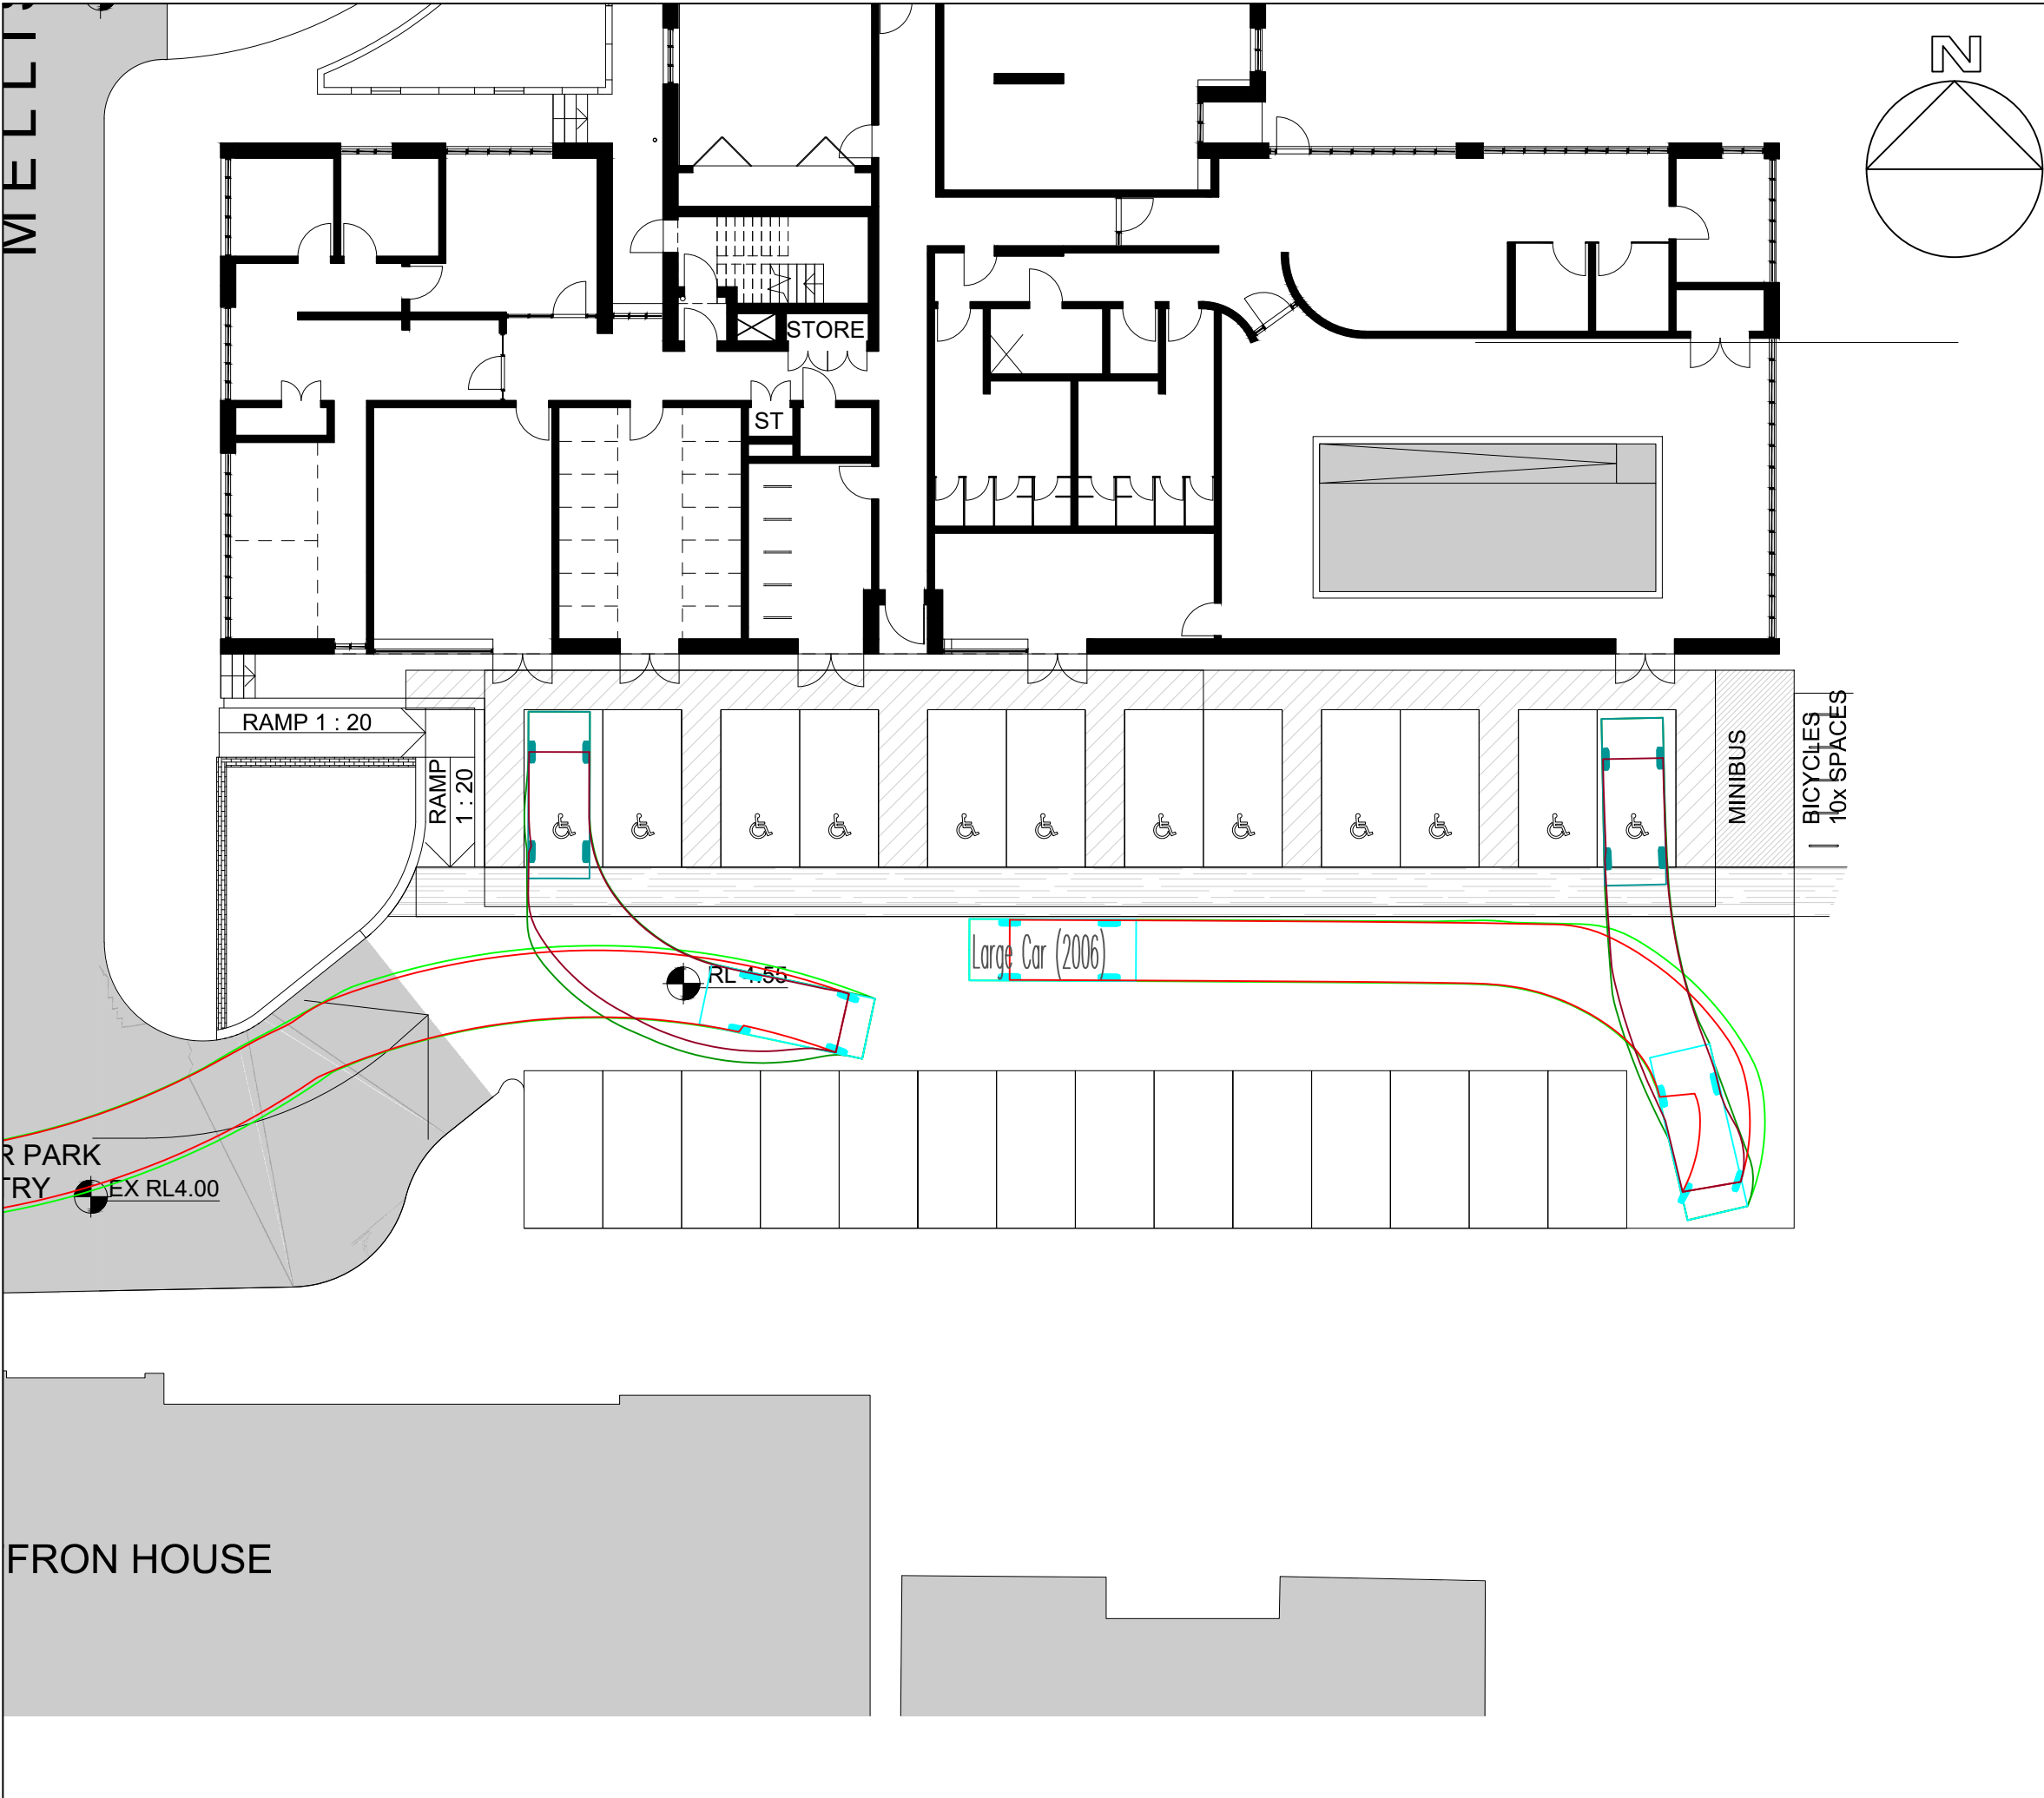 N
STORE
ST
RAMP 1 : 20
RAMP
1 : 20
MINIBUS
BICYCLES
10x SPACES
Large Car (2006)
RL 4.55
R PARK
TRY
EX RL4.00
FRON HOUSE